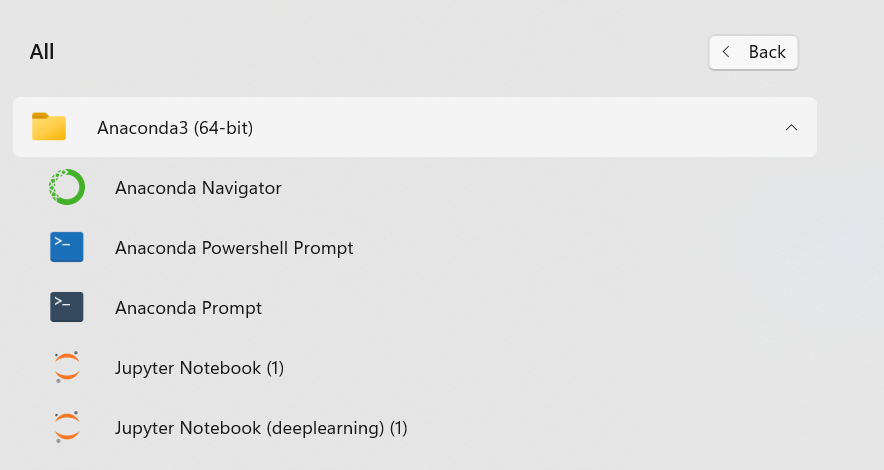 All
Back
Anaconda3 (64-bit)
Anaconda Navigator
>_
Anaconda Powershell Prompt
>_
Anaconda Prompt
Jupyter Notebook (1)
Jupyter Notebook (deeplearning) (1)